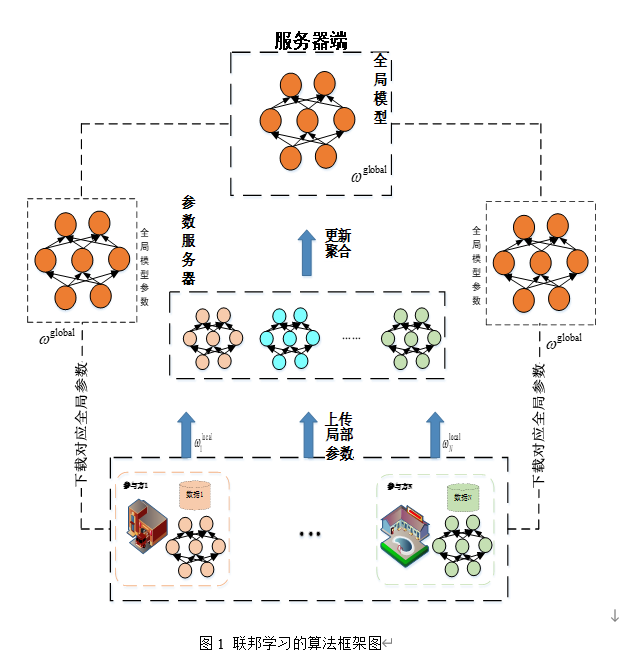 服务器端
全局模型
ω^global
参数服务器
更新
聚合
全局模型参数
ω^global
全局模型参数
ω^global
……
下载对应全局参数
下载对应全局参数
上传
局部
参数
ω_1^local
ω_N^local
参与方1
数据1
...
参与方N
数据N
图 1 联邦学习的算法框架图